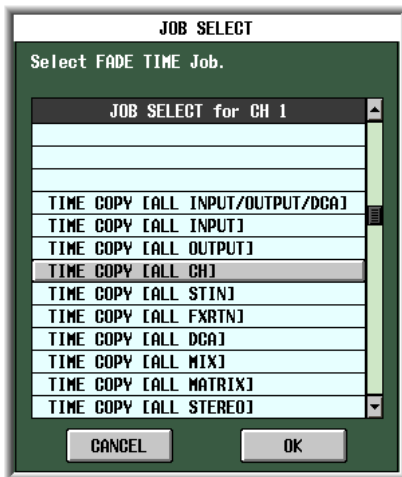 JOB SELECT
Select FADE TIME Job.
JOB SELECT for CH 1
TIME COPY [ALL INPUT/OUTPUT/DCA]
TIME COPY [ALL INPUT]
TIME COPY [ALL OUTPUT]
TIME COPY [ALL CH]
TIME COPY [ALL STIN]
TIME COPY [ALL FXRTN]
TIME COPY [ALL DCA]
TIME COPY [ALL MIX]
TIME COPY [ALL MATRIX]
TIME COPY [ALL STEREO]
CANCEL OK